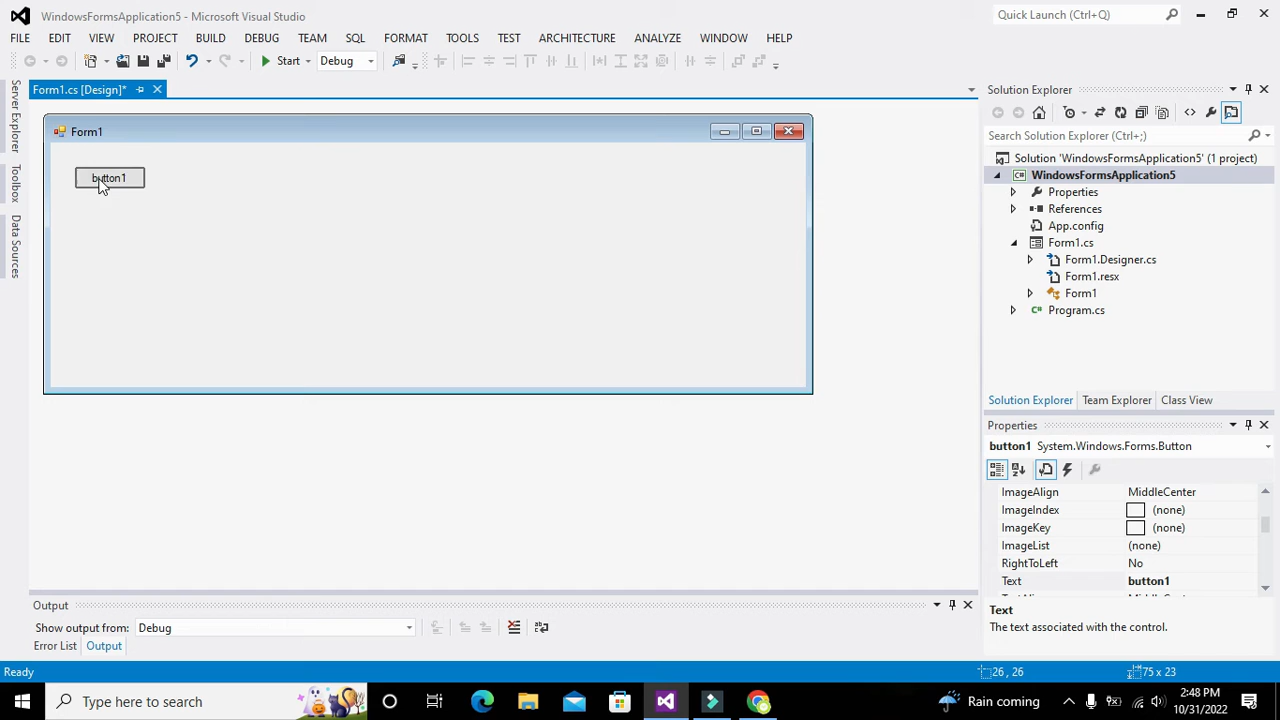 WindowsFormsApplication5 - Microsoft Visual Studio
Quick Launch (Ctrl+Q)
FILE EDIT VIEW PROJECT BUILD DEBUG TEAM SQL FORMAT TOOLS TEST ARCHITECTURE ANALYZE WINDOW HELP
Start Debug
Server Explorer
Toolbox
Data Sources
Form1.cs [Design]*
Form1
button1
Solution Explorer
Search Solution Explorer (Ctrl+;)
Solution 'WindowsFormsApplication5' (1 project)
WindowsFormsApplication5
Properties
References
App.config
Form1.cs
Form1.Designer.cs
Form1.resx
Form1
Program.cs
Solution Explorer Team Explorer Class View
Properties
button1 System.Windows.Forms.Button
ImageAlign MiddleCenter
ImageIndex (none)
ImageKey (none)
ImageList (none)
RightToLeft No
Text button1
Text
The text associated with the control.
Output
Show output from: Debug
Error List Output
Ready
26, 26
75 x 23
Type here to search
Rain coming
2:48 PM
10/31/2022